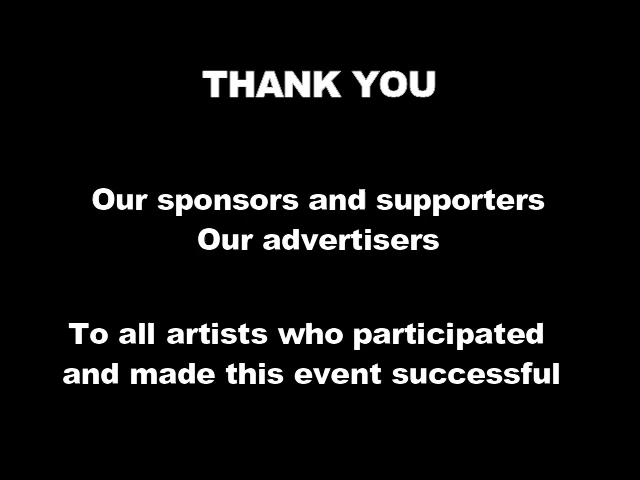 THANK YOU
Our sponsors and supporters
Our advertisers
To all artists who participated
and made this event successful